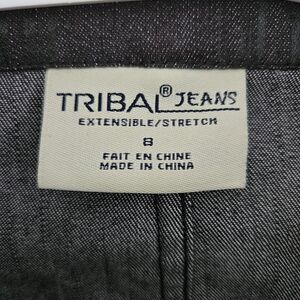 TRIBAL® JEANS
EXTENSIBLE/STRETCH
8
FAIT EN CHINE
MADE IN CHINA